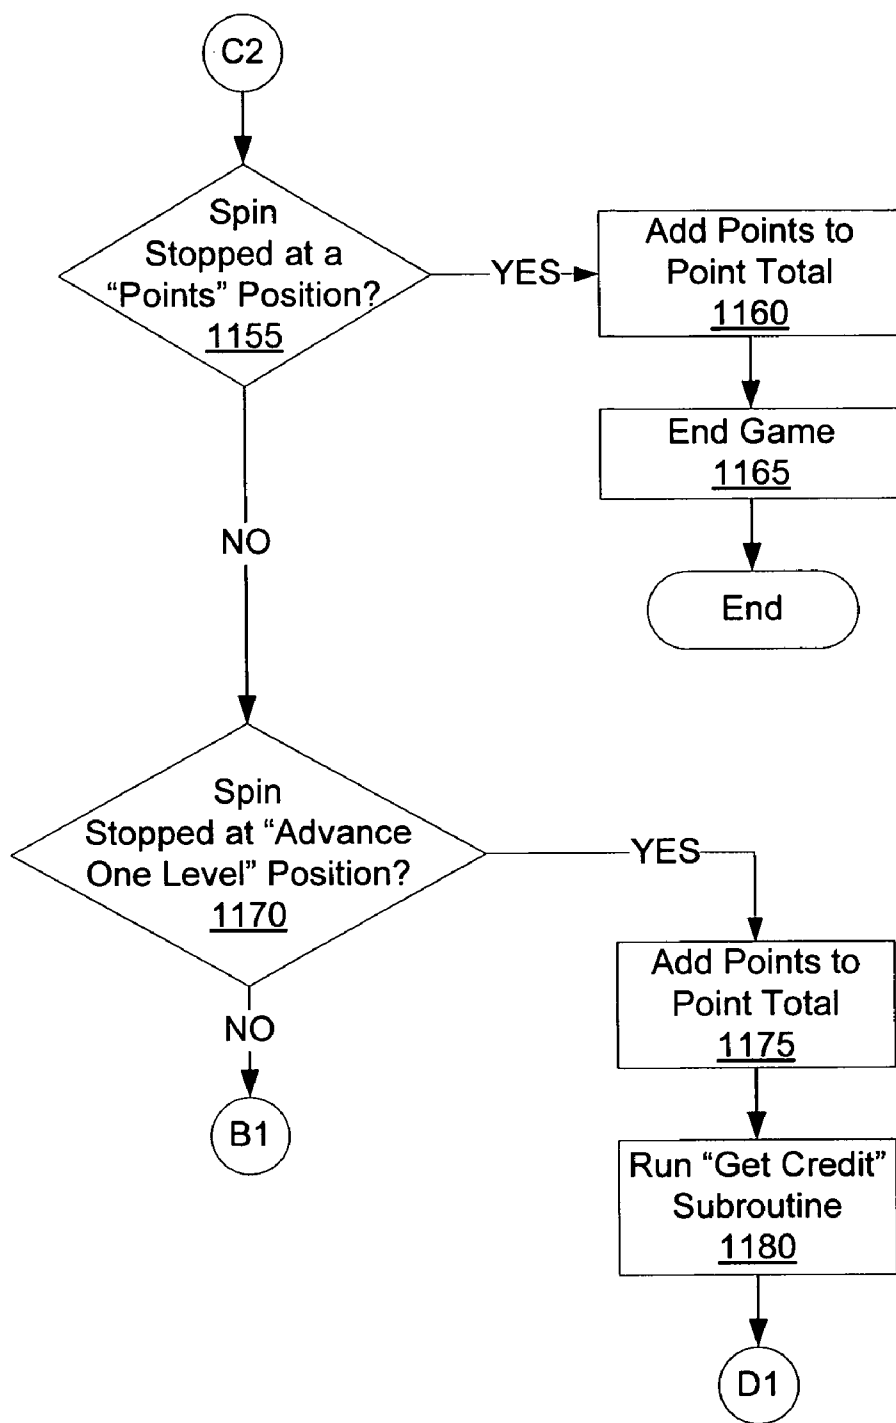 C2
Spin
Stopped at a
“Points” Position?
1155
YES
Add Points to
Point Total
1160
End Game
1165
End
NO
Spin
Stopped at “Advance
One Level” Position?
1170
YES
Add Points to
Point Total
1175
Run “Get Credit”
Subroutine
1180
D1
NO
B1